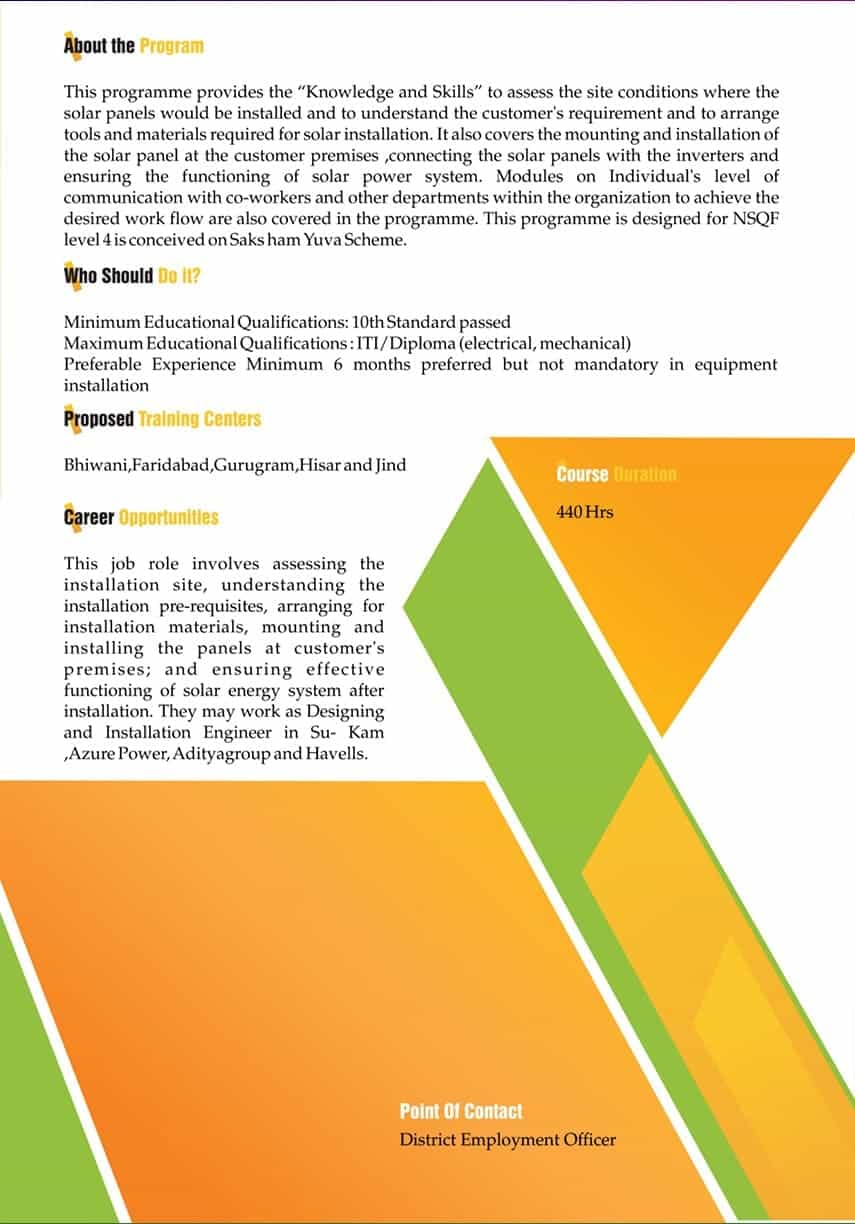 About the Program
This programme provides the “Knowledge and Skills” to assess the site conditions where the
solar panels would be installed and to understand the customer's requirement and to arrange
tools and materials required for solar installation. It also covers the mounting and installation of
the solar panel at the customer premises ,connecting the solar panels with the inverters and
ensuring the functioning of solar power system. Modules on Individual's level of
communication with co-workers and other departments within the organization to achieve the
desired work flow are also covered in the programme. This programme is designed for NSQF
level 4 is conceived on Saks ham Yuva Scheme.
Who Should Do it?
Minimum Educational Qualifications: 10th Standard passed
Maximum Educational Qualifications : ITI/Diploma (electrical, mechanical)
Preferable Experience Minimum 6 months preferred but not mandatory in equipment
installation
Proposed Training Centers
Bhiwani,Faridabad,Gurugram,Hisar and Jind
Career Opportunities
This job role involves assessing the
installation site, understanding the
installation pre-requisites, arranging for
installation materials, mounting and
installing the panels at customer's
premises; and ensuring effective
functioning of solar energy system after
installation. They may work as Designing
and Installation Engineer in Su- Kam
,Azure Power, Adityagroup and Havells.
Course Duration
440 Hrs
Point Of Contact
District Employment Officer